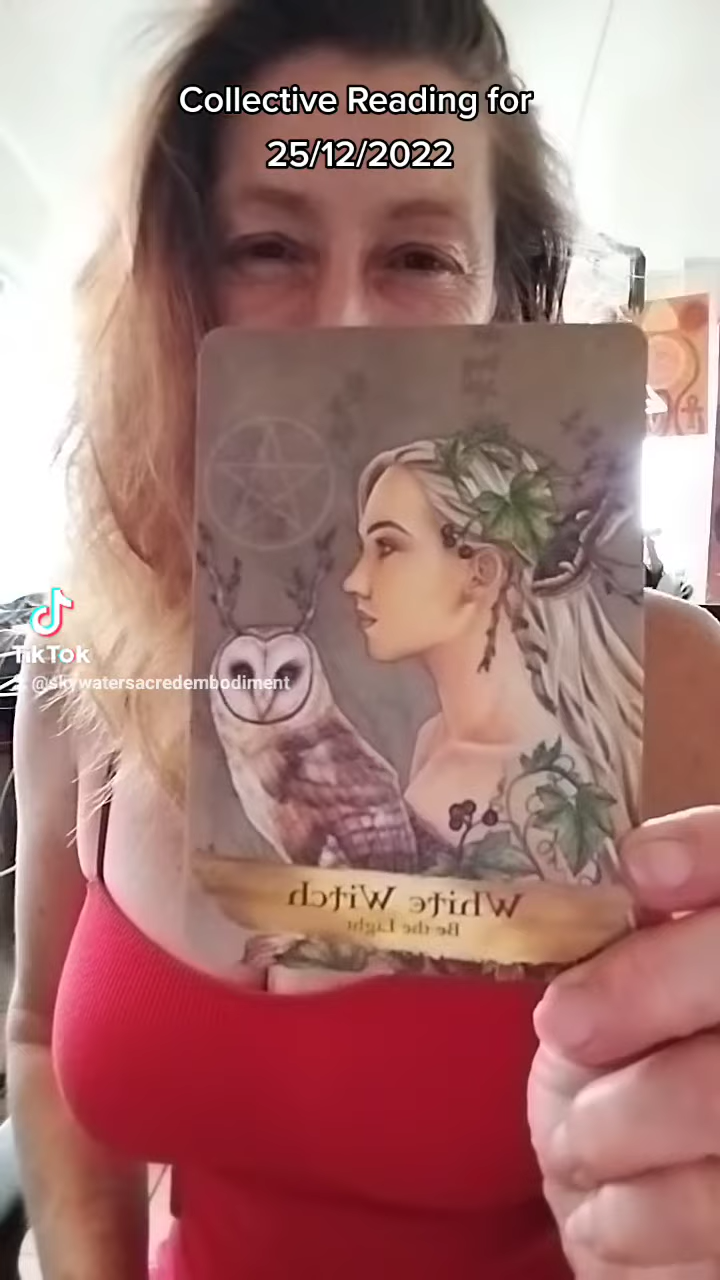 Collective Reading for
25/12/2022
TikTok
@skywatersacredembodiment
White Witch
Be the Light